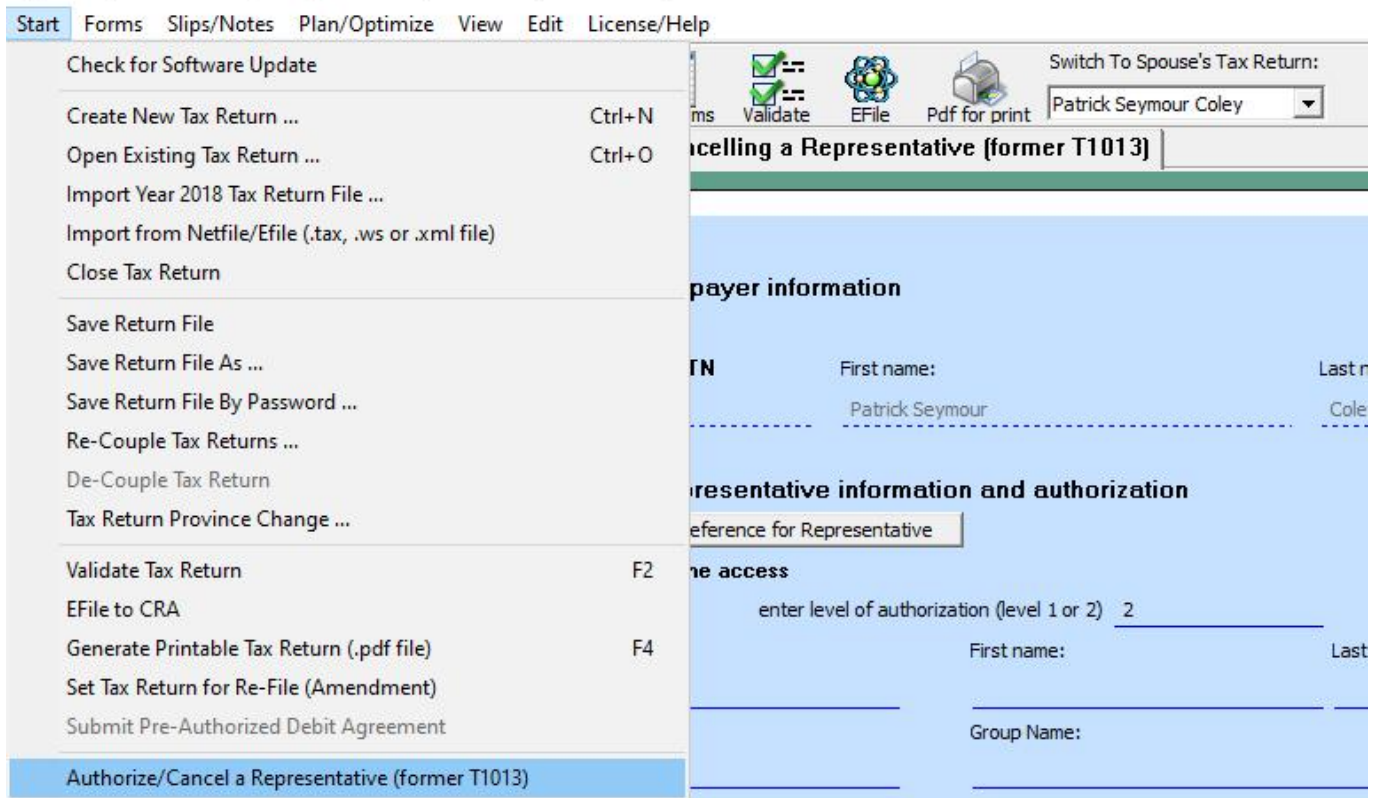 Start Forms Slips/Notes Plan/Optimize View Edit License/Help
Check for Software Update
Create New Tax Return ... Ctrl+N
Open Existing Tax Return ... Ctrl+O
Import Year 2018 Tax Return File ...
Import from Netfile/Efile (.tax, .ws or .xml file)
Close Tax Return
Save Return File
Save Return File As ...
Save Return File By Password ...
Re-Couple Tax Returns ...
De-Couple Tax Return
Tax Return Province Change ...
Validate Tax Return F2
EFile to CRA
Generate Printable Tax Return (.pdf file) F4
Set Tax Return for Re-File (Amendment)
Submit Pre-Authorized Debit Agreement
Authorize/Cancel a Representative (former T1013)
Switch To Spouse's Tax Return:
Patrick Seymour Coley
ms Validate EFile Pdf for print
ncelling a Representative (former T1013)
payer information
TN First name: Last n
Patrick Seymour Cole
resentative information and authorization
eference for Representative
ne access
enter level of authorization (level 1 or 2) 2
First name: Last
Group Name: